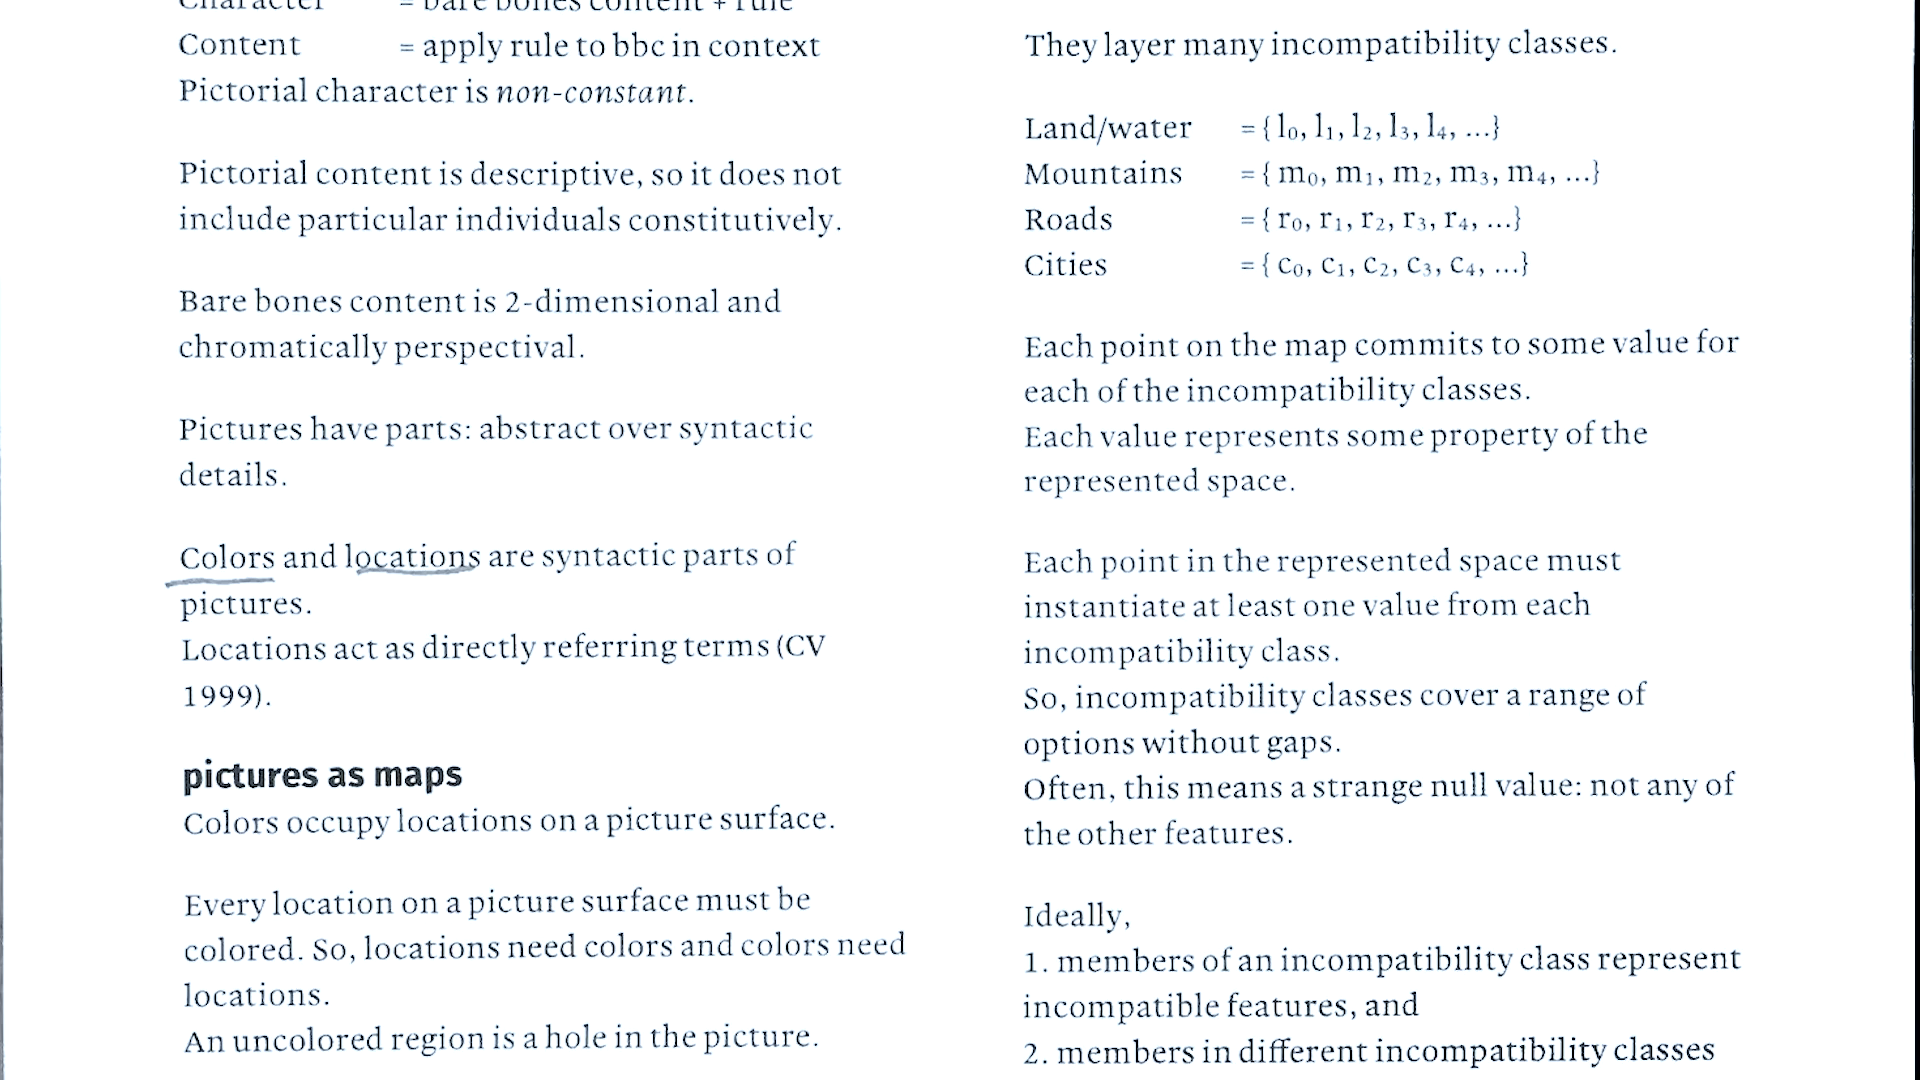 Character = bare bones content + rule
Content = apply rule to bbc in context
Pictorial character is non-constant.
Pictorial content is descriptive, so it does not
include particular individuals constitutively.
Bare bones content is 2-dimensional and
chromatically perspectival.
Pictures have parts: abstract over syntactic
details.
Colors and locations are syntactic parts of
pictures.
Locations act as directly referring terms (CV
1999).
pictures as maps
Colors occupy locations on a picture surface.
Every location on a picture surface must be
colored. So, locations need colors and colors need
locations.
An uncolored region is a hole in the picture.
They layer many incompatibility classes.
Land/water = { l₀, l₁, l₂, l₃, l₄, ...}
Mountains = { m₀, m₁, m₂, m₃, m₄, ...}
Roads = { r₀, r₁, r₂, r₃, r₄, ...}
Cities = { c₀, c₁, c₂, c₃, c₄, ...}
Each point on the map commits to some value for
each of the incompatibility classes.
Each value represents some property of the
represented space.
Each point in the represented space must
instantiate at least one value from each
incompatibility class.
So, incompatibility classes cover a range of
options without gaps.
Often, this means a strange null value: not any of
the other features.
Ideally,
1. members of an incompatibility class represent
incompatible features, and
2. members in different incompatibility classes